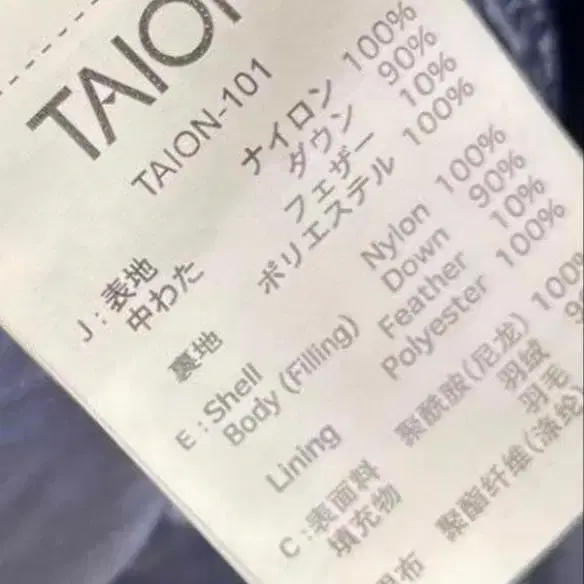 TAION
TAION-101
J : 表地 ナイロン 100%
中わた ダウン 90%
フェザー 10%
裏地 ポリエステル 100%
E : Shell Nylon 100%
Body (Filling) Down 90%
Feather 10%
Lining Polyester 100%
C : 表面料 聚酰胺(尼龙) 100%
填充物 羽绒
羽毛
布 聚酯纤维(涤纶)